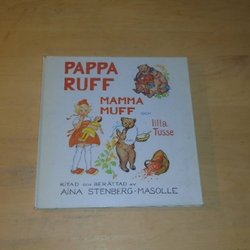 PAPPA
RUFF
MAMMA
MUFF OCH
lilla
Tusse
RITAD OCH BERÄTTAD AV
AINA STENBERG-MASOLLE